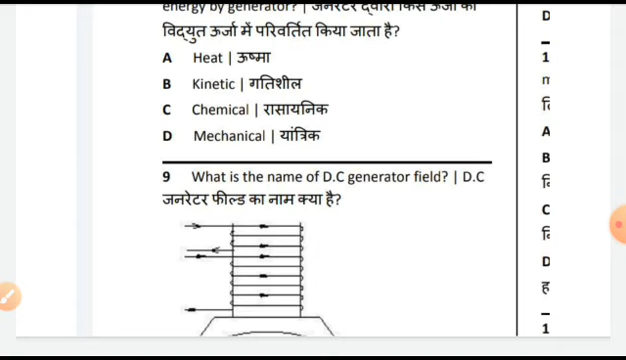 energy by generator? | जनरेटर द्वारा किस ऊर्जा को
विद्युत ऊर्जा में परिवर्तित किया जाता है?
A Heat | ऊष्मा
B Kinetic | गतिशील
C Chemical | रासायनिक
D Mechanical | यांत्रिक
9 What is the name of D.C generator field? | D.C
जनरेटर फील्ड का नाम क्या है?
D
1
A
B
C
D
1